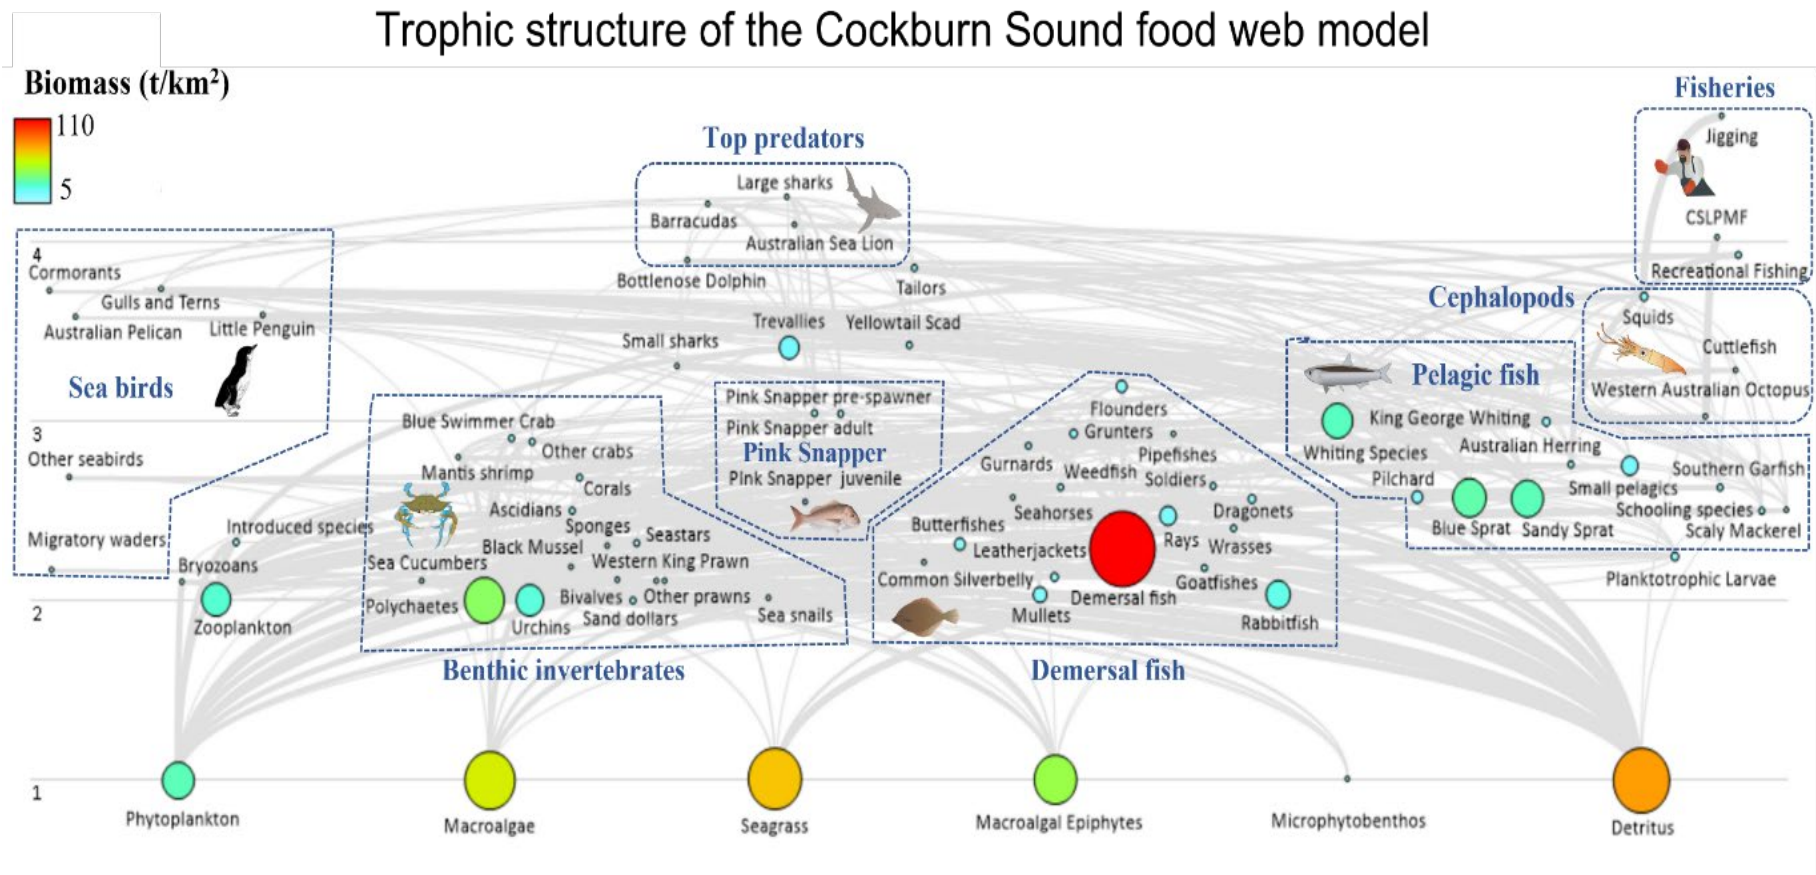 Trophic structure of the Cockburn Sound food web model
Biomass (t/km²)
110
5
Fisheries
Jigging
CSLPMF
Recreational Fishing
Top predators
Large sharks
Barracudas
Australian Sea Lion
Bottlenose Dolphin
Tailors
4
Cormorants
Gulls and Terns
Australian Pelican
Little Penguin
Sea birds
3
Other seabirds
Migratory waders
Small sharks
Trevallies
Yellowtail Scad
Cephalopods
Squids
Cuttlefish
Western Australian Octopus
Pink Snapper pre-spawner
Pink Snapper adult
Pink Snapper
PInk Snapper juvenile
Blue Swimmer Crab
Other crabs
Mantis shrimp
Corals
Ascidians
Sponges
Seastars
Black Mussel
Western King Prawn
Sea Cucumbers
Polychaetes
Urchins
Bivalves
Other prawns
Sand dollars
Sea snails
Benthic invertebrates
Introduced species
Bryozoans
Zooplankton
2
Flounders
Grunters
Pipefishes
Gurnards
Weedfish
Soldiers
Seahorses
Dragonets
Butterfishes
Leatherjackets
Rays
Wrasses
Common Silverbelly
Goatfishes
Demersal fish
Mullets
Rabbitfish
Demersal fish
Pelagic fish
King George Whiting
Whiting Species
Australian Herring
Pilchard
Southern Garfish
Small pelagics
Schooling species
Blue Sprat
Sandy Sprat
Scaly Mackerel
Planktotrophic Larvae
1
Phytoplankton
Macroalgae
Seagrass
Macroalgal Epiphytes
Microphytobenthos
Detritus